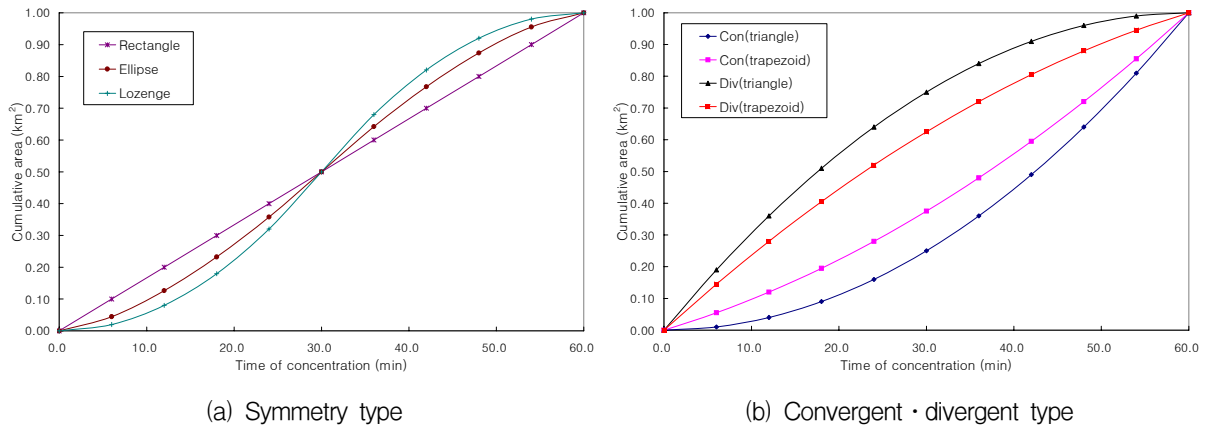 1.00
0.90
0.80
0.70
0.60
0.50
0.40
0.30
0.20
0.10
0.00
Cumulative area (km²)
Rectangle
Ellipse
Lozenge
0.0 10.0 20.0 30.0 40.0 50.0 60.0
Time of concentration (min)
(a) Symmetry type
1.00
0.90
0.80
0.70
0.60
0.50
0.40
0.30
0.20
0.10
0.00
Cumulative area (km²)
Con(triangle)
Con(trapezoid)
Div(triangle)
Div(trapezoid)
0.0 10.0 20.0 30.0 40.0 50.0 60.0
Time of concentration (min)
(b) Convergent · divergent type